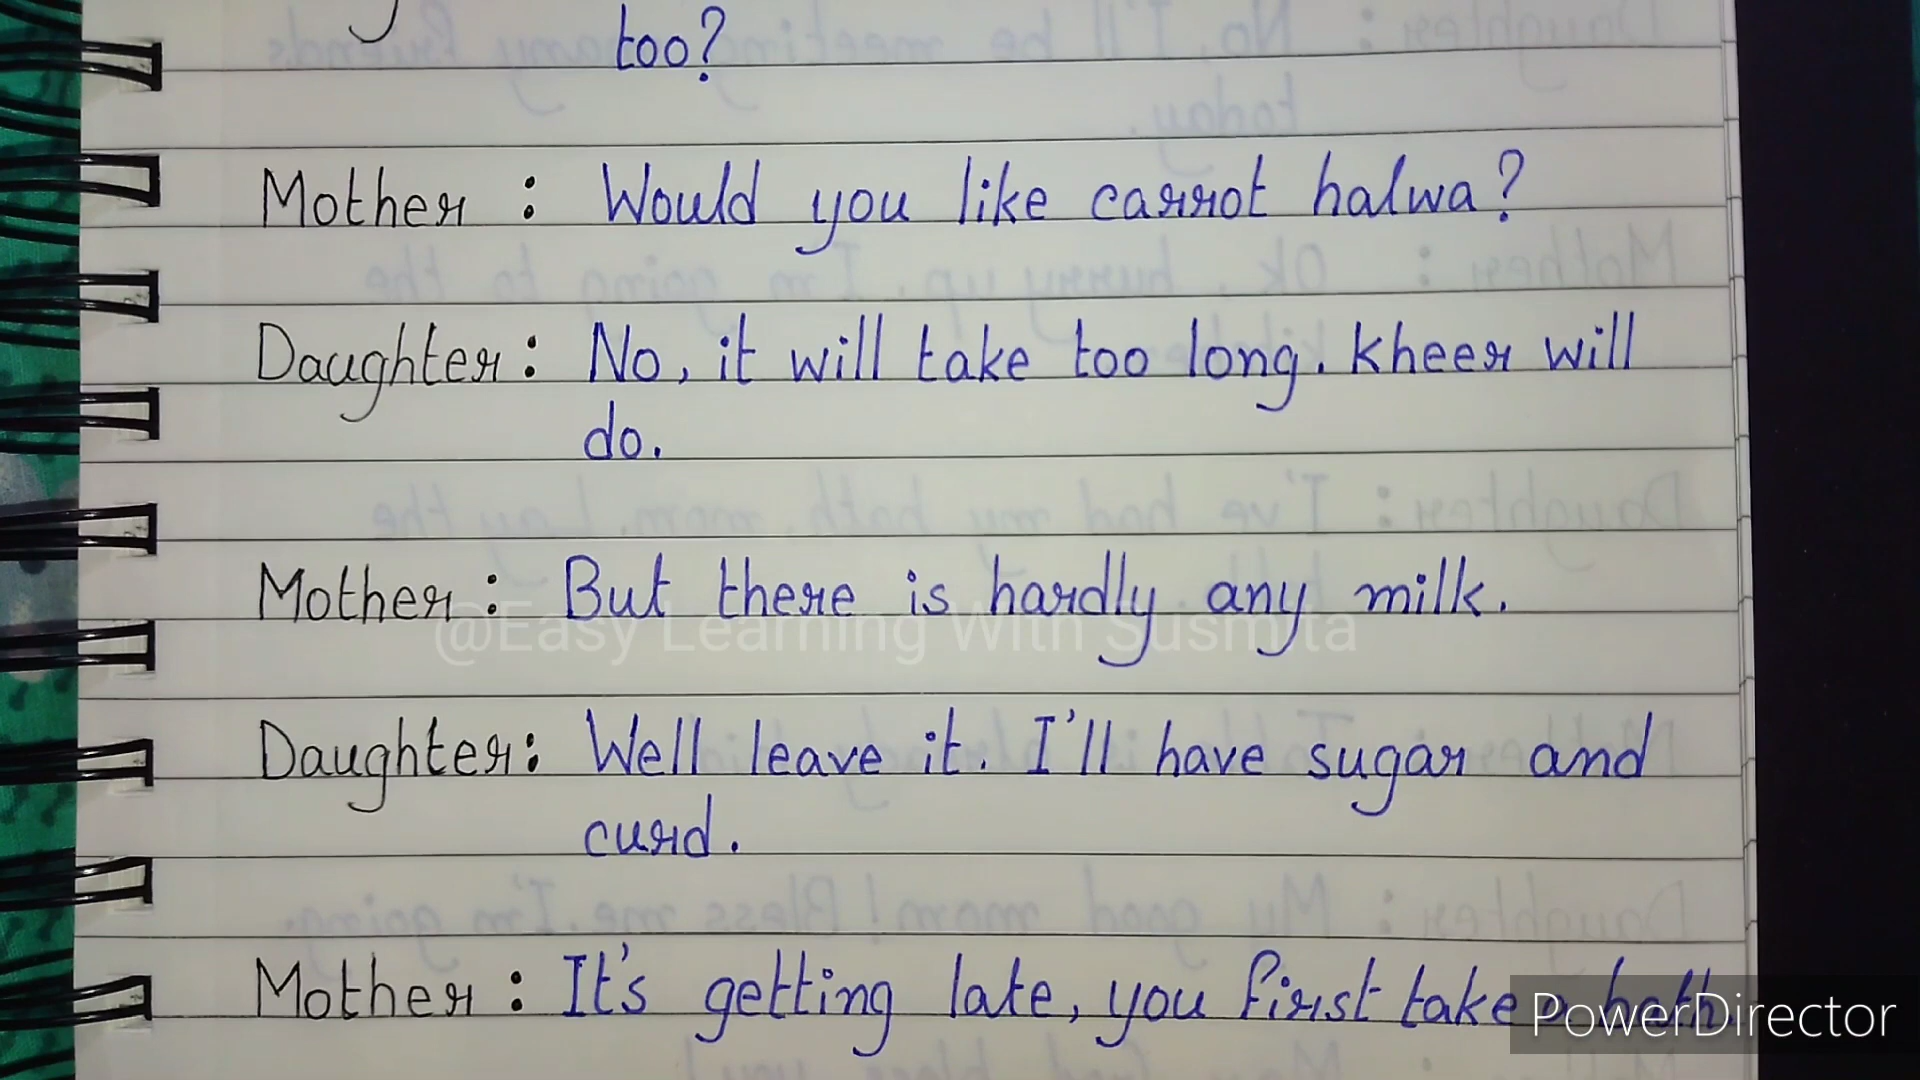 too?
Mother : Would you like carrot halwa?
Daughter : No, it will take too long. Kheer will
do.
Mother : But there is hardly any milk.
@Easy Learning With Susmita
Daughter : Well leave it. I'll have sugar and
curd.
Mother : It's getting late, you first take a bath.
PowerDirector